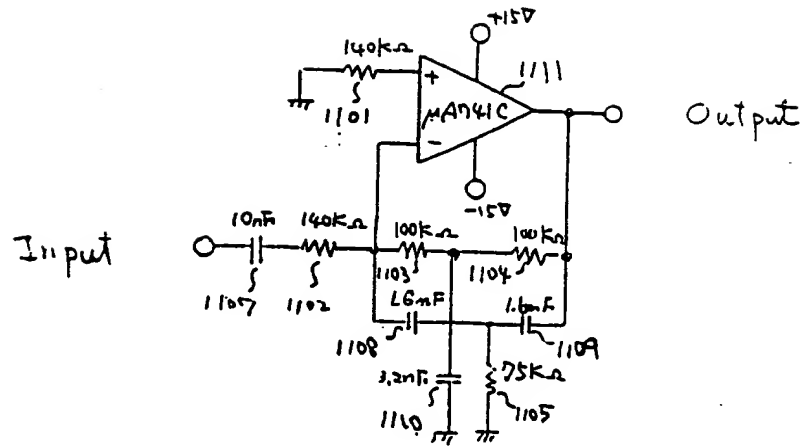 +15V
140KΩ
1111
+
1101
μA741C
Output
-
-15V
10nF
140KΩ
100KΩ
100KΩ
Input
1103
1104
1107
1102
1.6nF
1.6nF
1108
1109
3.2nF
75KΩ
1110
1105